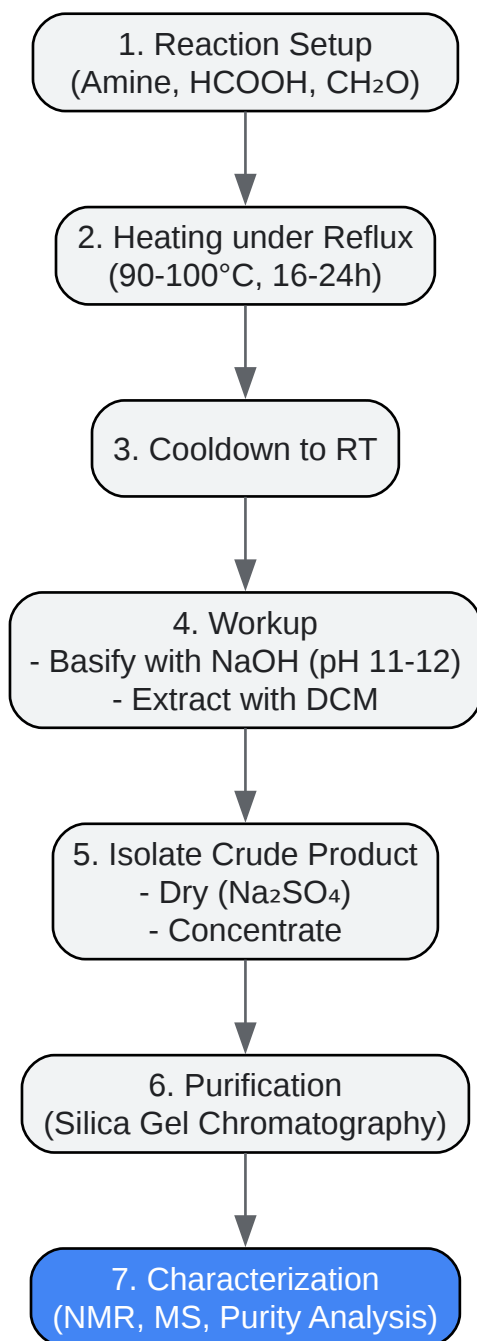 1. Reaction Setup
(Amine, HCOOH, CH₂O)
2. Heating under Reflux
(90-100°C, 16-24h)
3. Cooldown to RT
4. Workup
- Basify with NaOH (pH 11-12)
- Extract with DCM
5. Isolate Crude Product
- Dry (Na₂SO₄)
- Concentrate
6. Purification
(Silica Gel Chromatography)
7. Characterization
(NMR, MS, Purity Analysis)